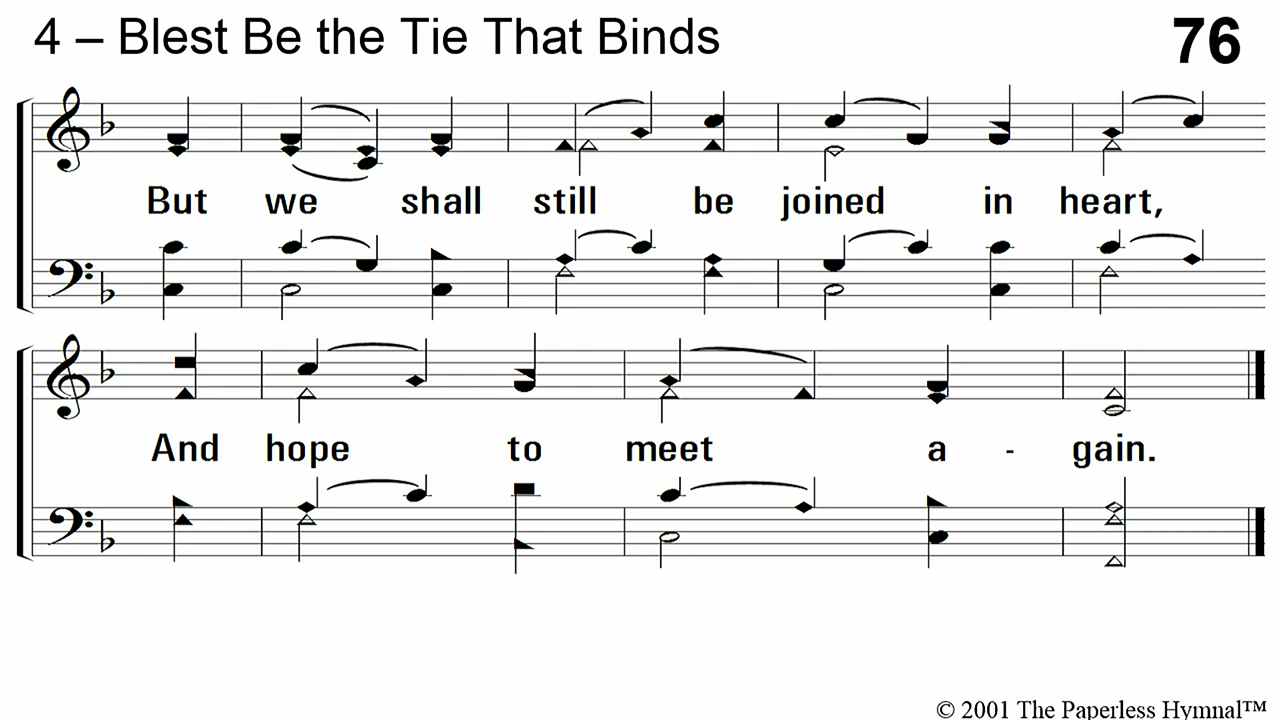 4 – Blest Be the Tie That Binds 76
But we shall still be joined in heart,
And hope to meet a - gain.
© 2001 The Paperless Hymnal™